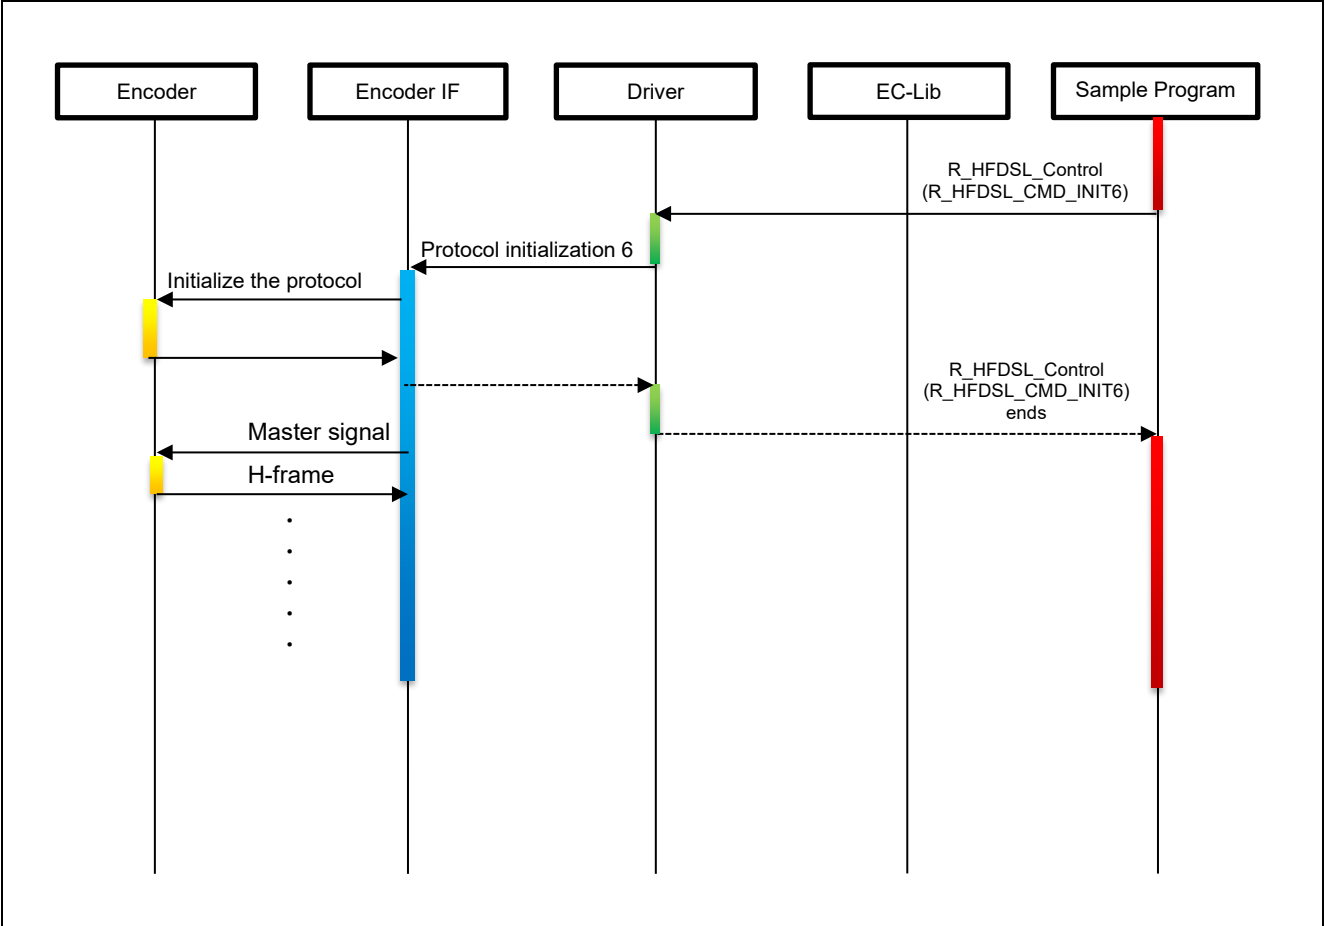 Encoder
Encoder IF
Driver
EC-Lib
Sample Program
R_HFDSL_Control
(R_HFDSL_CMD_INIT6)
Protocol initialization 6
Initialize the protocol
R_HFDSL_Control
(R_HFDSL_CMD_INIT6)
ends
Master signal
H-frame